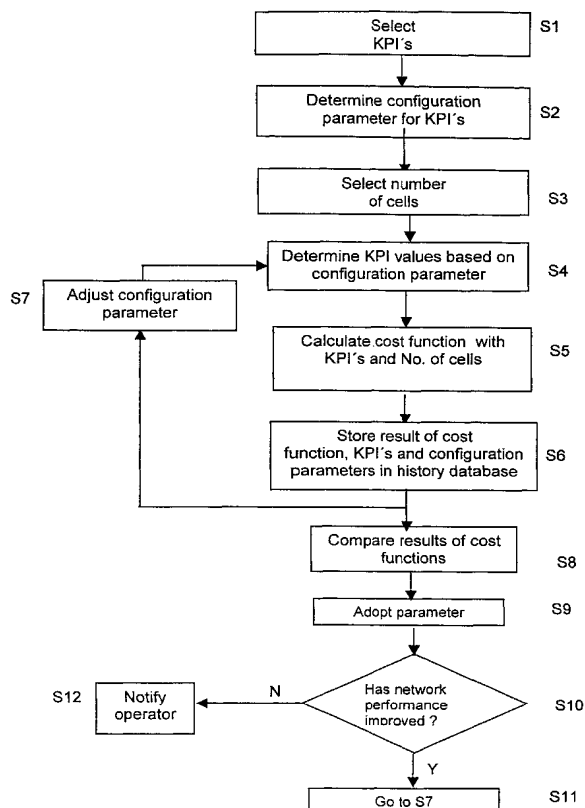 Select
KPI´s
S1
Determine configuration
parameter for KPI´s
S2
Select number
of cells
S3
Determine KPI values based on
configuration parameter
S4
S7
Adjust configuration
parameter
Calculate cost function with
KPI´s and No. of cells
S5
Store result of cost
function, KPI´s and configuration
parameters in history database
S6
Compare results of cost
functions
S8
Adopt parameter
S9
S12
Notify
operator
N
Has network
performance
improved ?
S10
Y
Go to S7
S11